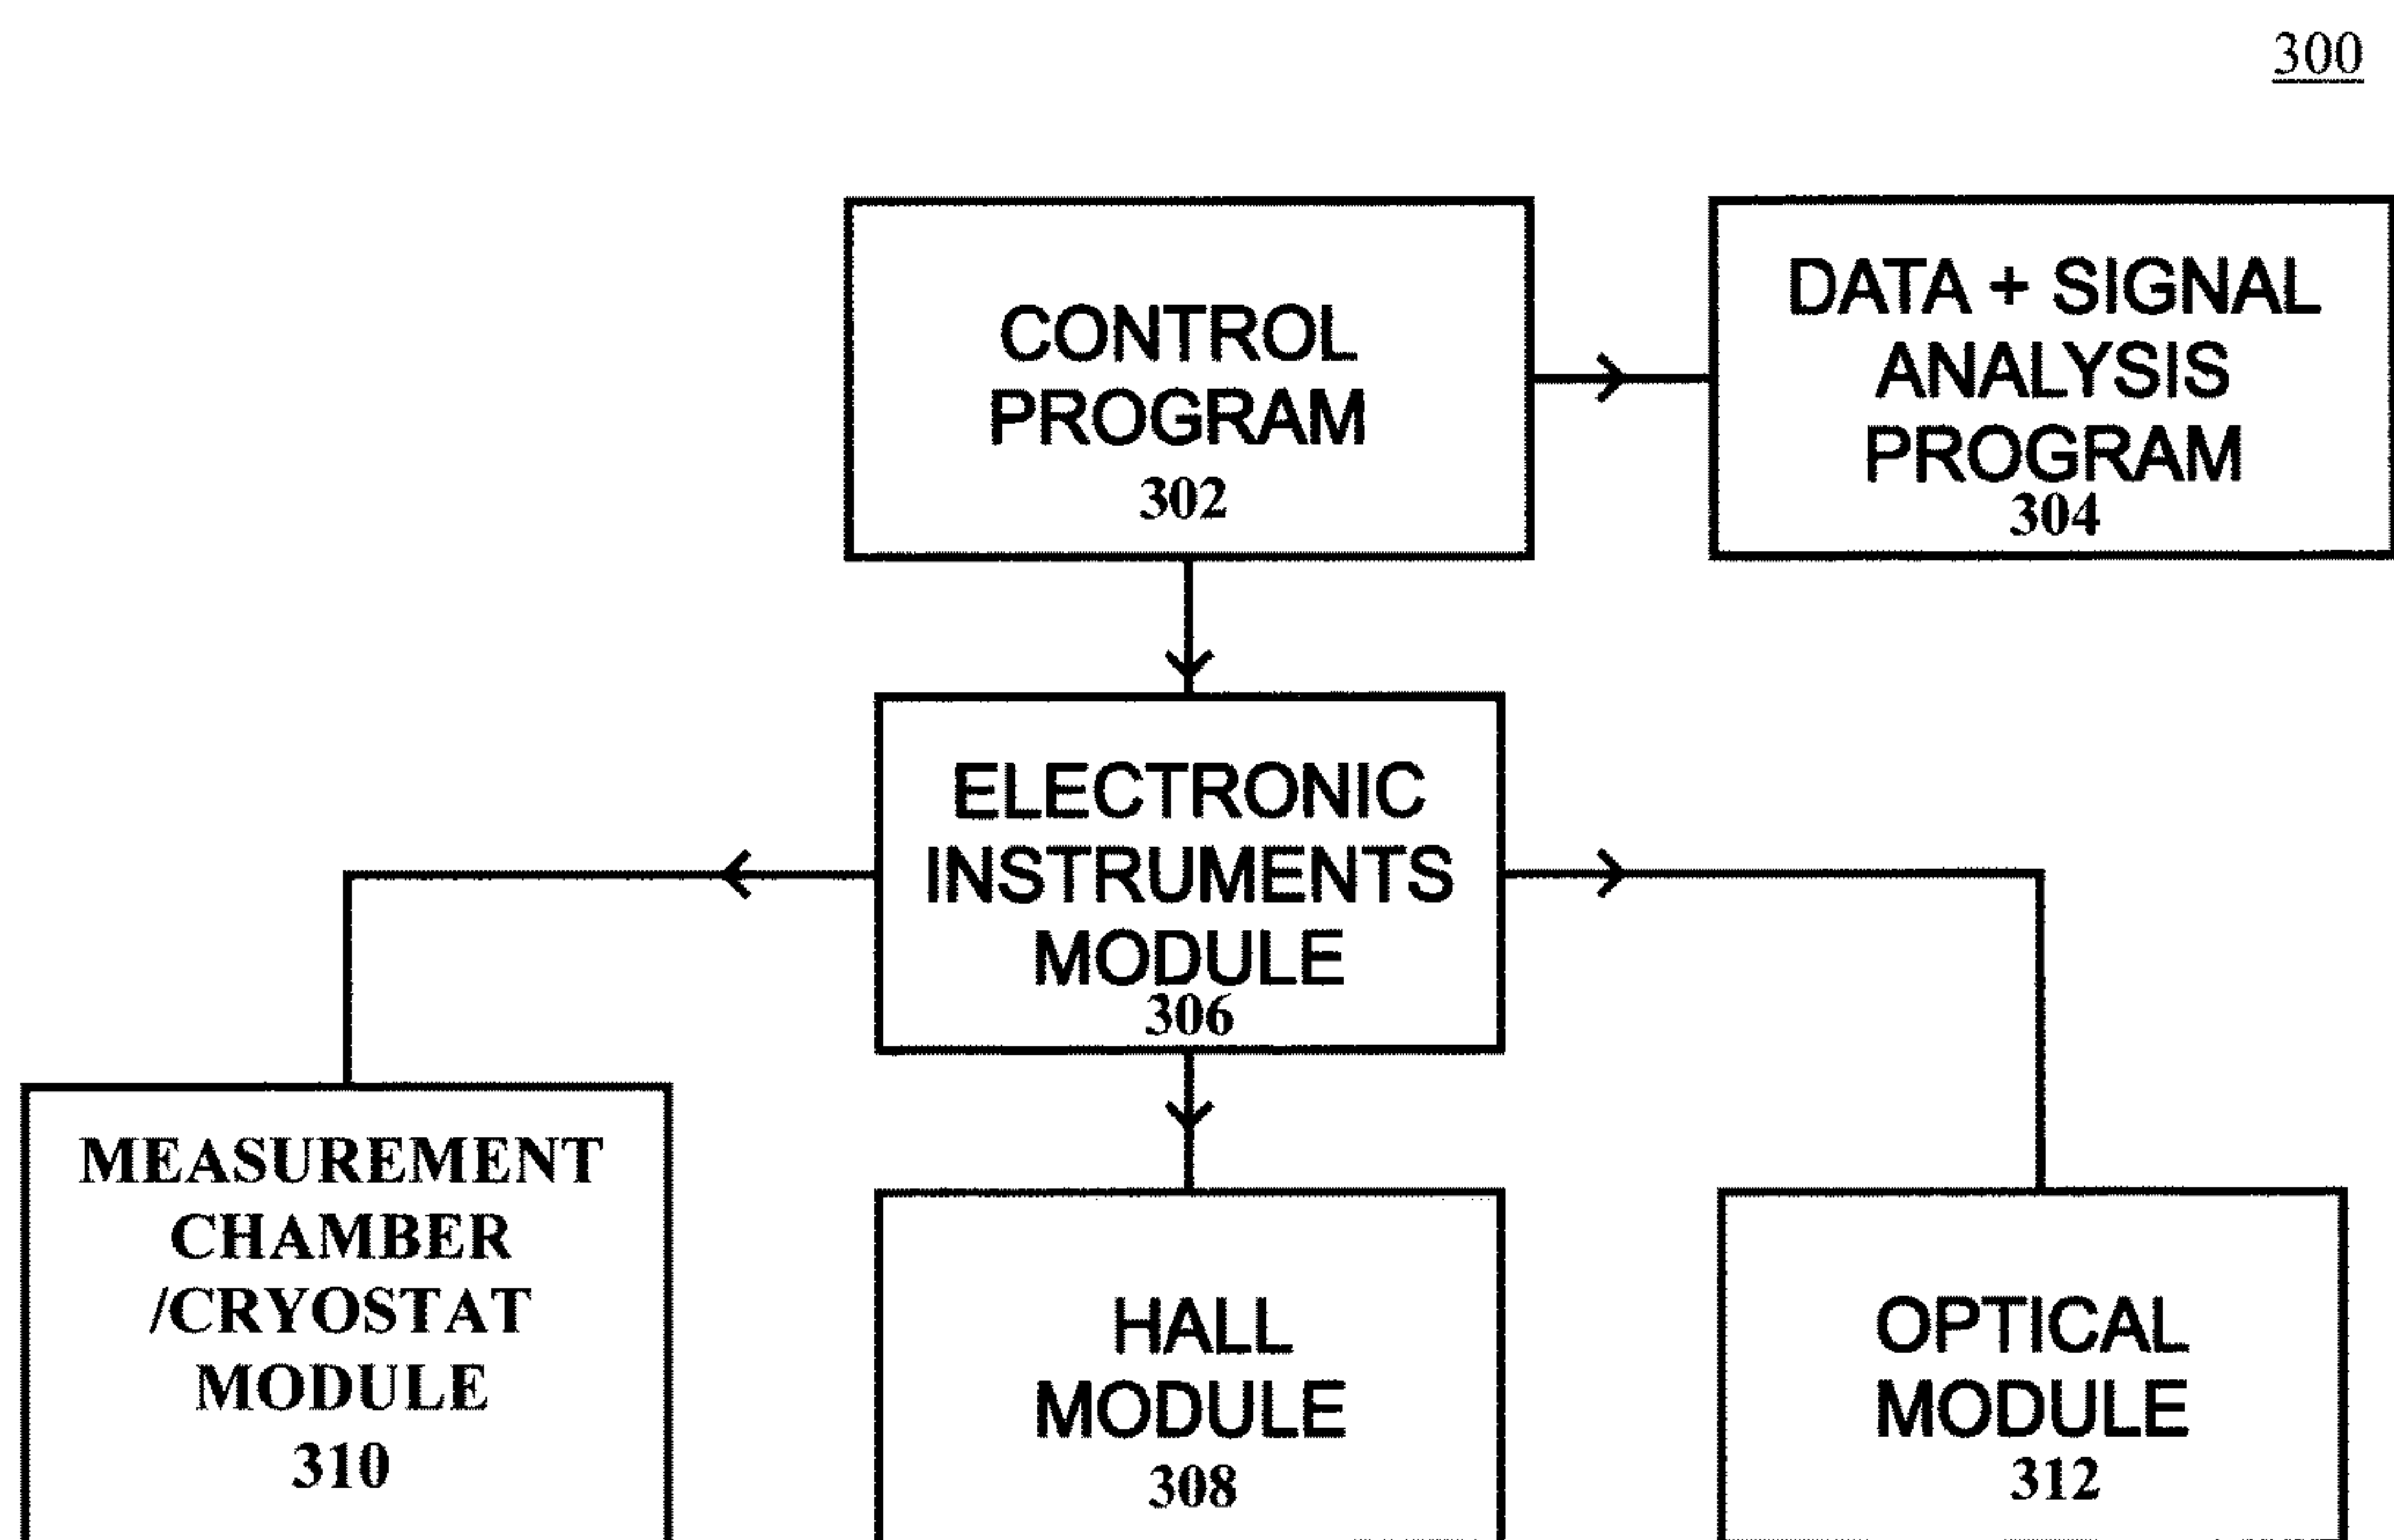 300
CONTROL
PROGRAM
302
DATA + SIGNAL
ANALYSIS
PROGRAM
304
ELECTRONIC
INSTRUMENTS
MODULE
306
MEASUREMENT
CHAMBER
/CRYOSTAT
MODULE
310
HALL
MODULE
308
OPTICAL
MODULE
312